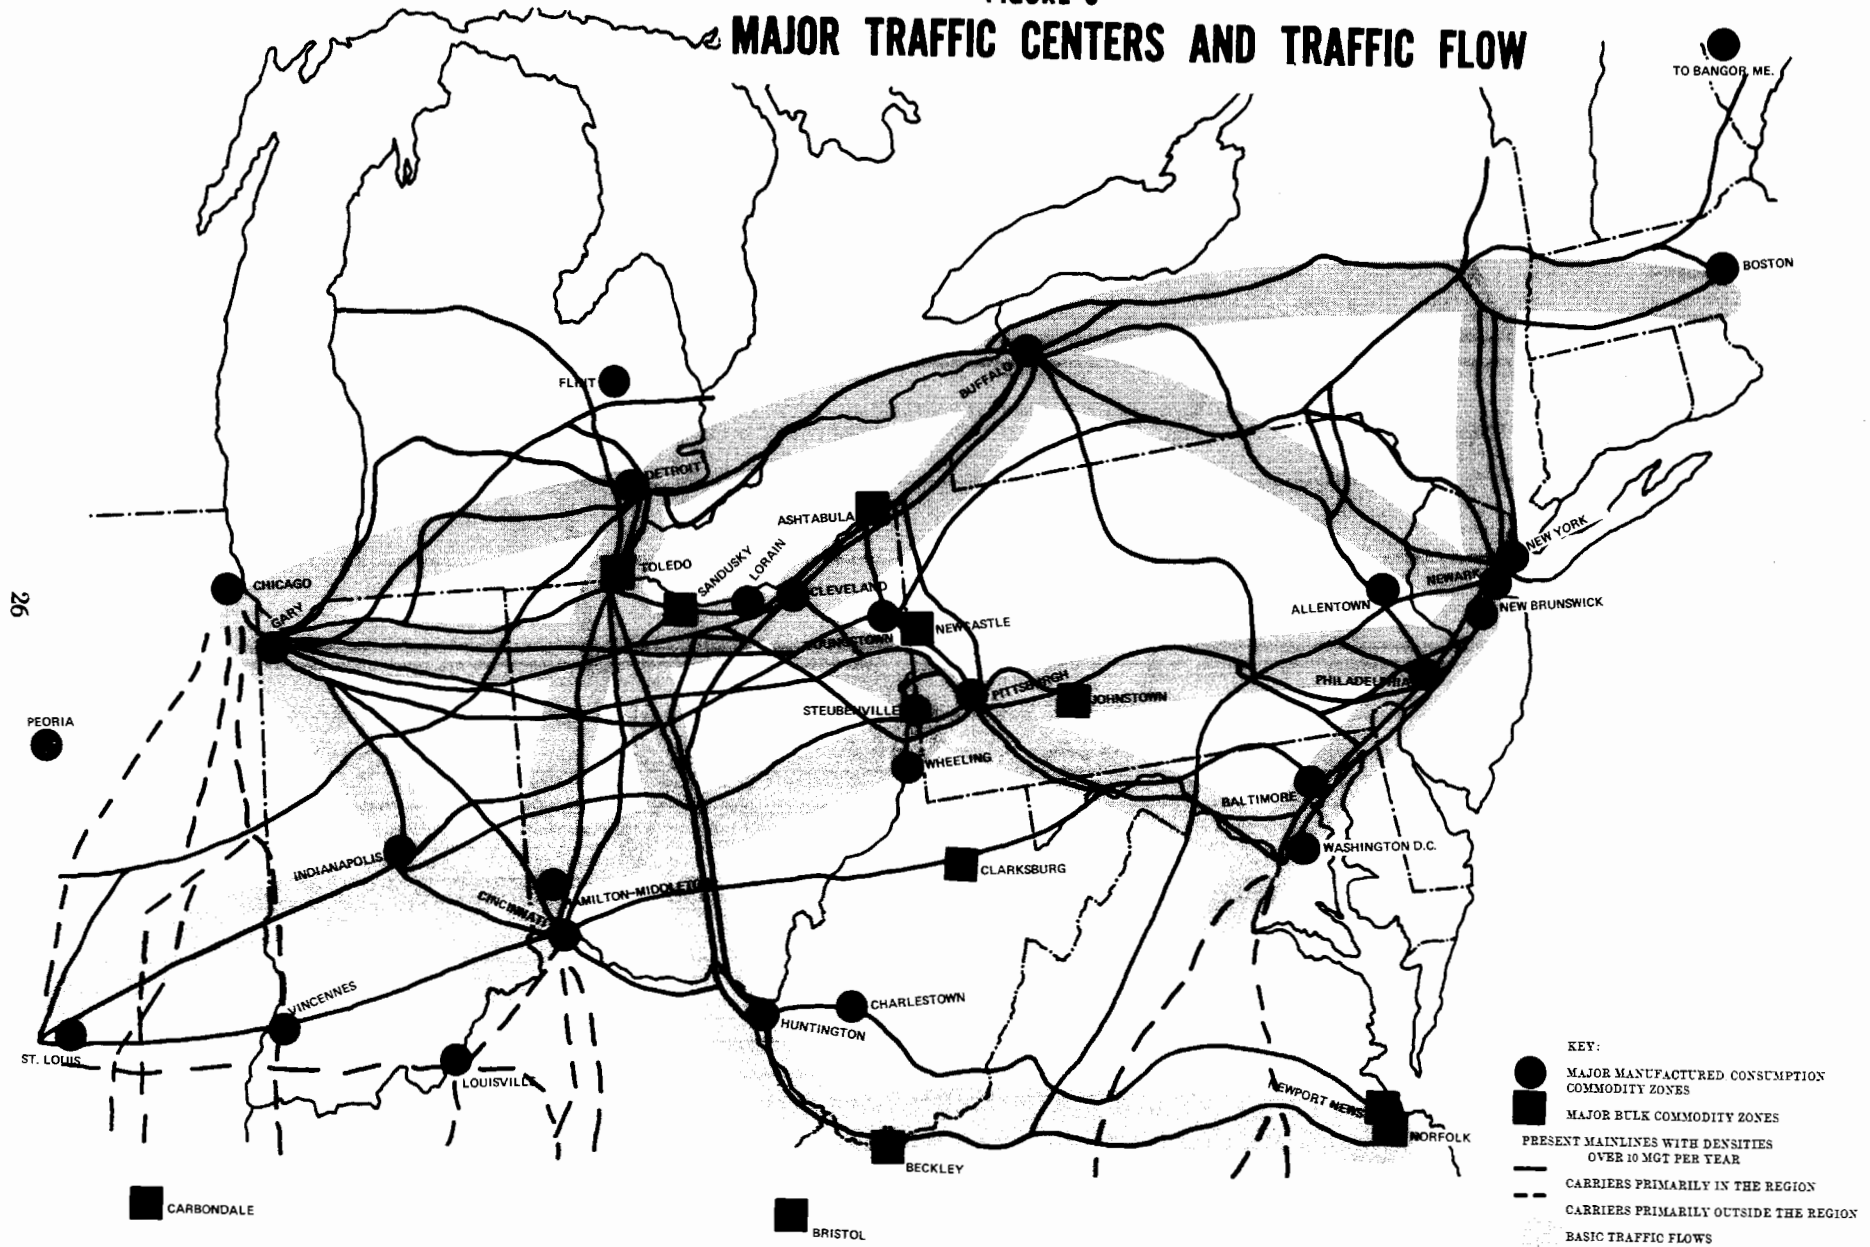 MAJOR TRAFFIC CENTERS AND TRAFFIC FLOW
TO BANGOR, ME.
BOSTON
FLINT
BUFFALO
DETROIT
ASHTABULA
TOLEDO
SANDUSKY
LORAIN
CLEVELAND
NEW YORK
NEWARK
CHICAGO
GARY
ALLENTOWN
NEW BRUNSWICK
26
NEWCASTLE
YOUNGSTOWN
PITTSBURGH
PHILADELPHIA
JOHNSTOWN
STEUBENVILLE
PEORIA
WHEELING
BALTIMORE
WASHINGTON D.C.
INDIANAPOLIS
CLARKSBURG
HAMILTON-MIDDLETOWN
CINCINNATI
VINCENNES
CHARLESTOWN
HUNTINGTON
ST. LOUIS
LOUISVILLE
NEWPORT NEWS
NORFOLK
BECKLEY
CARBONDALE
BRISTOL
KEY:
MAJOR MANUFACTURED CONSUMPTION
COMMODITY ZONES
MAJOR BULK COMMODITY ZONES
PRESENT MAINLINES WITH DENSITIES
OVER 10 MGT PER YEAR
CARRIERS PRIMARILY IN THE REGION
CARRIERS PRIMARILY OUTSIDE THE REGION
BASIC TRAFFIC FLOWS